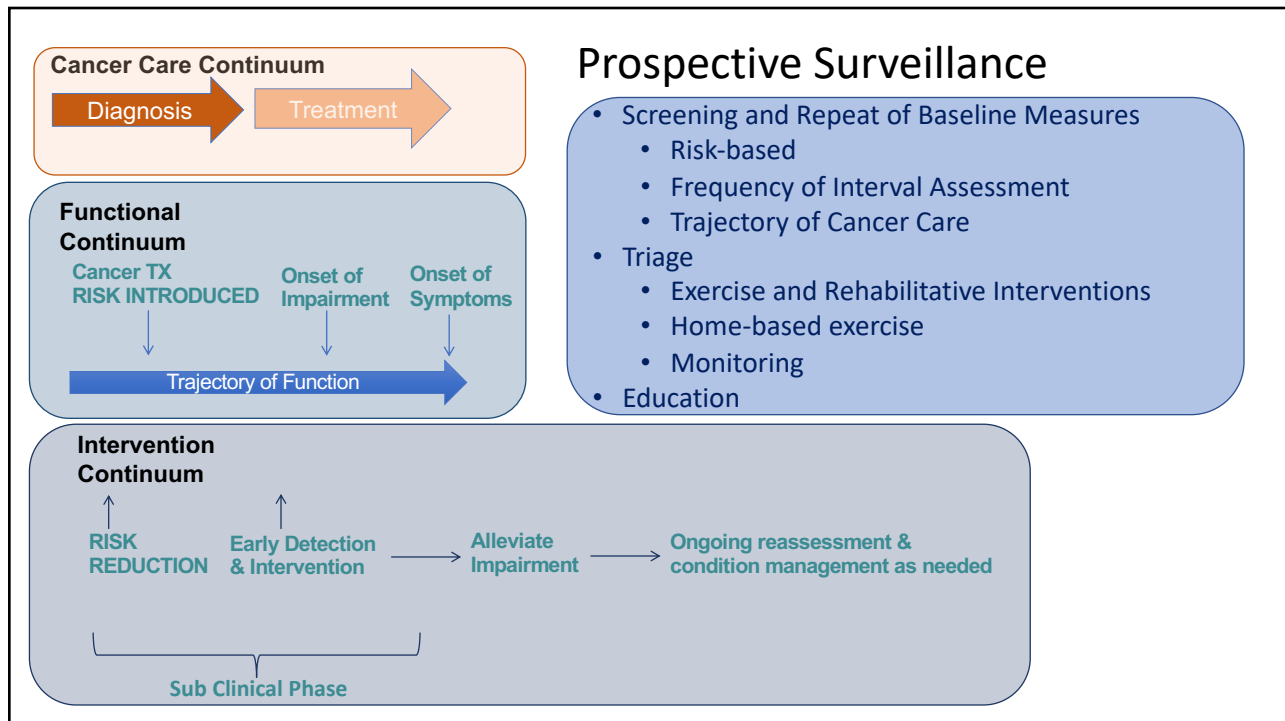 Cancer Care Continuum
Diagnosis
Treatment
Functional
Continuum
Cancer TX
RISK INTRODUCED
Onset of
Impairment
Onset of
Symptoms
Trajectory of Function
Intervention
Continuum
RISK
REDUCTION
Early Detection
& Intervention
Alleviate
Impairment
Ongoing reassessment &
condition management as needed
Sub Clinical Phase
Prospective Surveillance
• Screening and Repeat of Baseline Measures
• Risk-based
• Frequency of Interval Assessment
• Trajectory of Cancer Care
• Triage
• Exercise and Rehabilitative Interventions
• Home-based exercise
• Monitoring
• Education